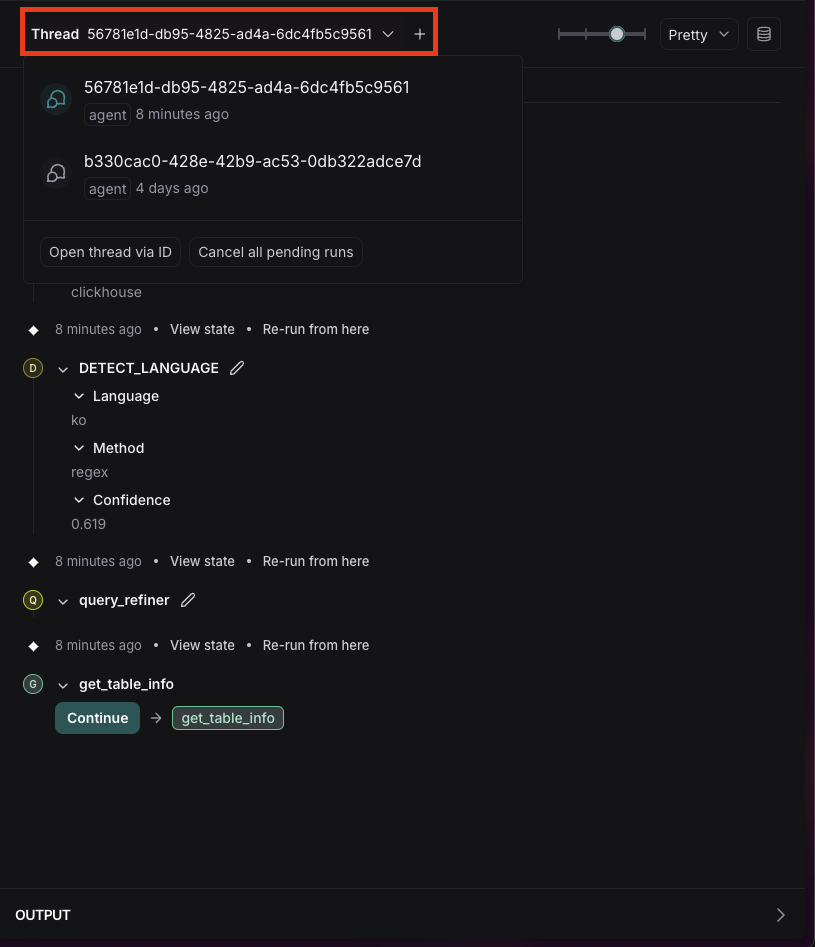 Thread 56781e1d-db95-4825-ad4a-6dc4fb5c9561 +
Pretty
56781e1d-db95-4825-ad4a-6dc4fb5c9561
agent 8 minutes ago
b330cac0-428e-42b9-ac53-0db322adce7d
agent 4 days ago
Open thread via ID Cancel all pending runs
clickhouse
8 minutes ago • View state • Re-run from here
D DETECT_LANGUAGE
Language
ko
Method
regex
Confidence
0.619
8 minutes ago • View state • Re-run from here
Q query_refiner
8 minutes ago • View state • Re-run from here
G get_table_info
Continue → get_table_info
OUTPUT